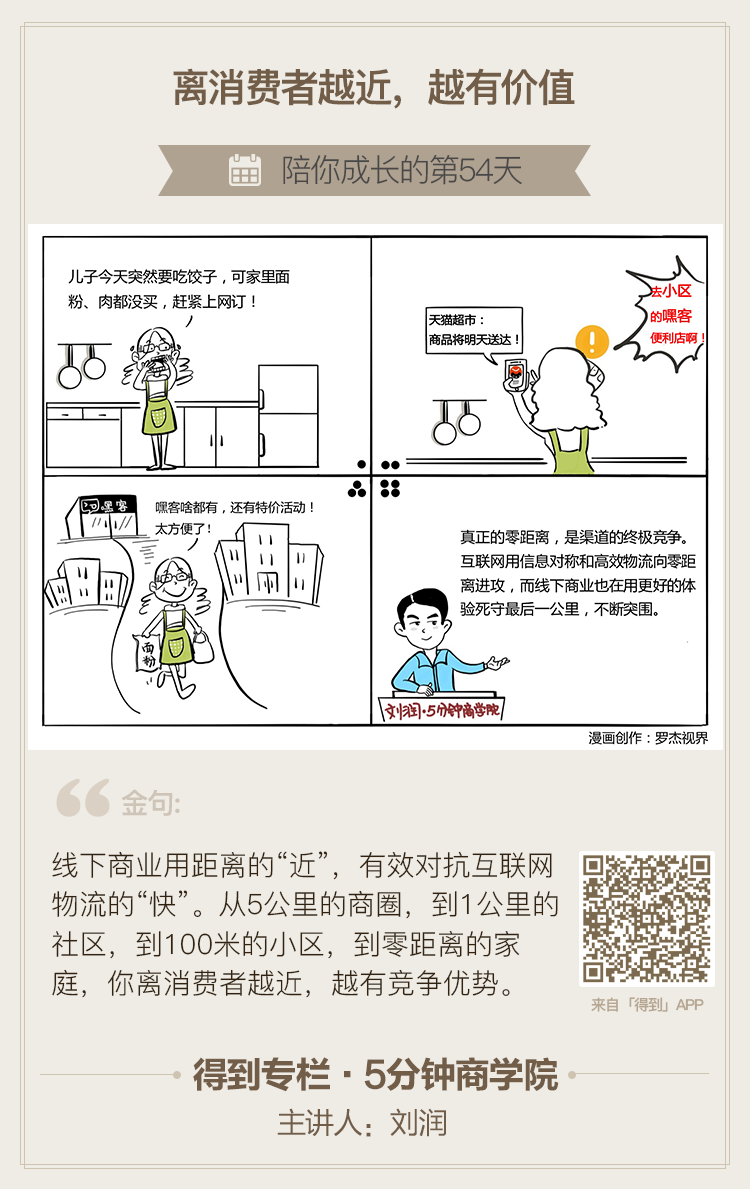 离消费者越近，越有价值
陪你成长的第54天
儿子今天突然要吃饺子，可家里面
粉、肉都没买，赶紧上网订！
天猫超市：
商品将明天送达！
去小区
的嘿客
便利店啊！
嘿客
嘿客啥都有，还有特价活动！
太方便了！
面粉
真正的零距离，是渠道的终极竞争。
互联网用信息对称和高效物流向零距
离进攻，而线下商业也在用更好的体
验死守最后一公里，不断突围。
刘润·5分钟商学院
漫画创作：罗杰视界
金句:
线下商业用距离的“近”，有效对抗互联网
物流的“快”。从5公里的商圈，到1公里的
社区，到100米的小区，到零距离的家
庭，你离消费者越近，越有竞争优势。
来自「得到」APP
得到专栏·5分钟商学院
主讲人：刘润